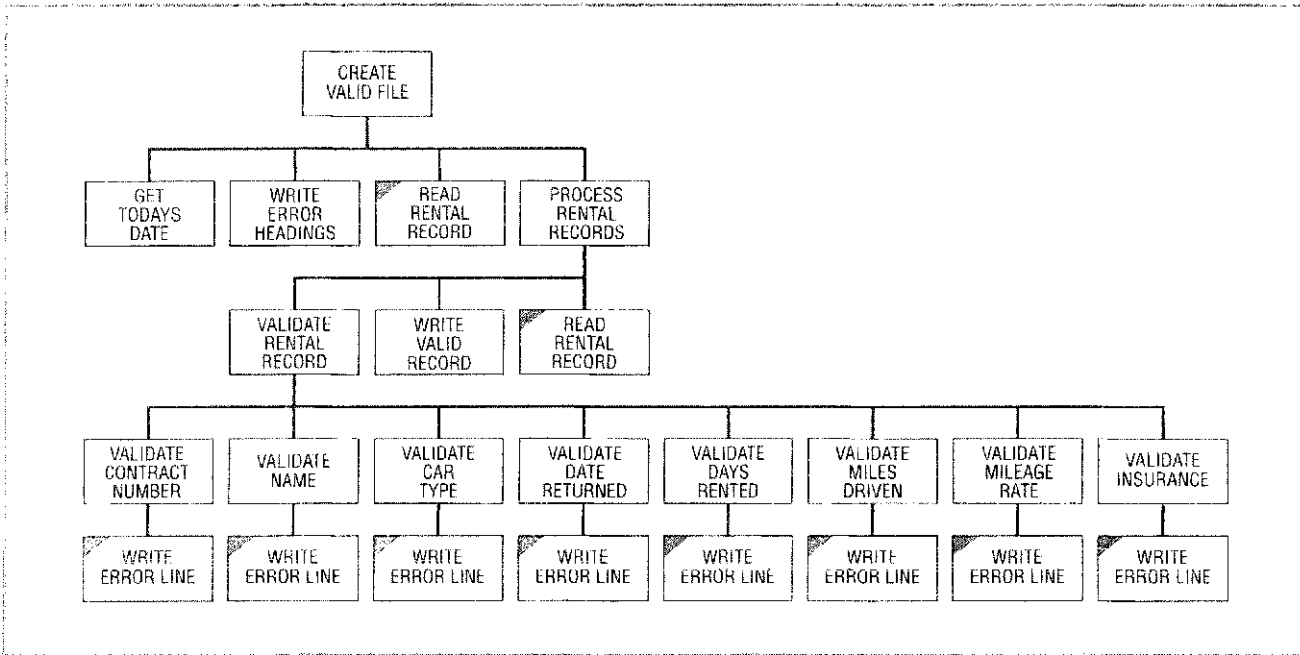 CREATE
VALID FILE
GET
TODAYS
DATE
WRITE
ERROR
HEADINGS
READ
RENTAL
RECORD
PROCESS
RENTAL
RECORDS
VALIDATE
RENTAL
RECORD
WRITE
VALID
RECORD
READ
RENTAL
RECORD
VALIDATE
CONTRACT
NUMBER
VALIDATE
NAME
VALIDATE
CAR
TYPE
VALIDATE
DATE
RETURNED
VALIDATE
DAYS
RENTED
VALIDATE
MILES
DRIVEN
VALIDATE
MILEAGE
RATE
VALIDATE
INSURANCE
WRITE
ERROR LINE
WRITE
ERROR LINE
WRITE
ERROR LINE
WRITE
ERROR LINE
WRITE
ERROR LINE
WRITE
ERROR LINE
WRITE
ERROR LINE
WRITE
ERROR LINE